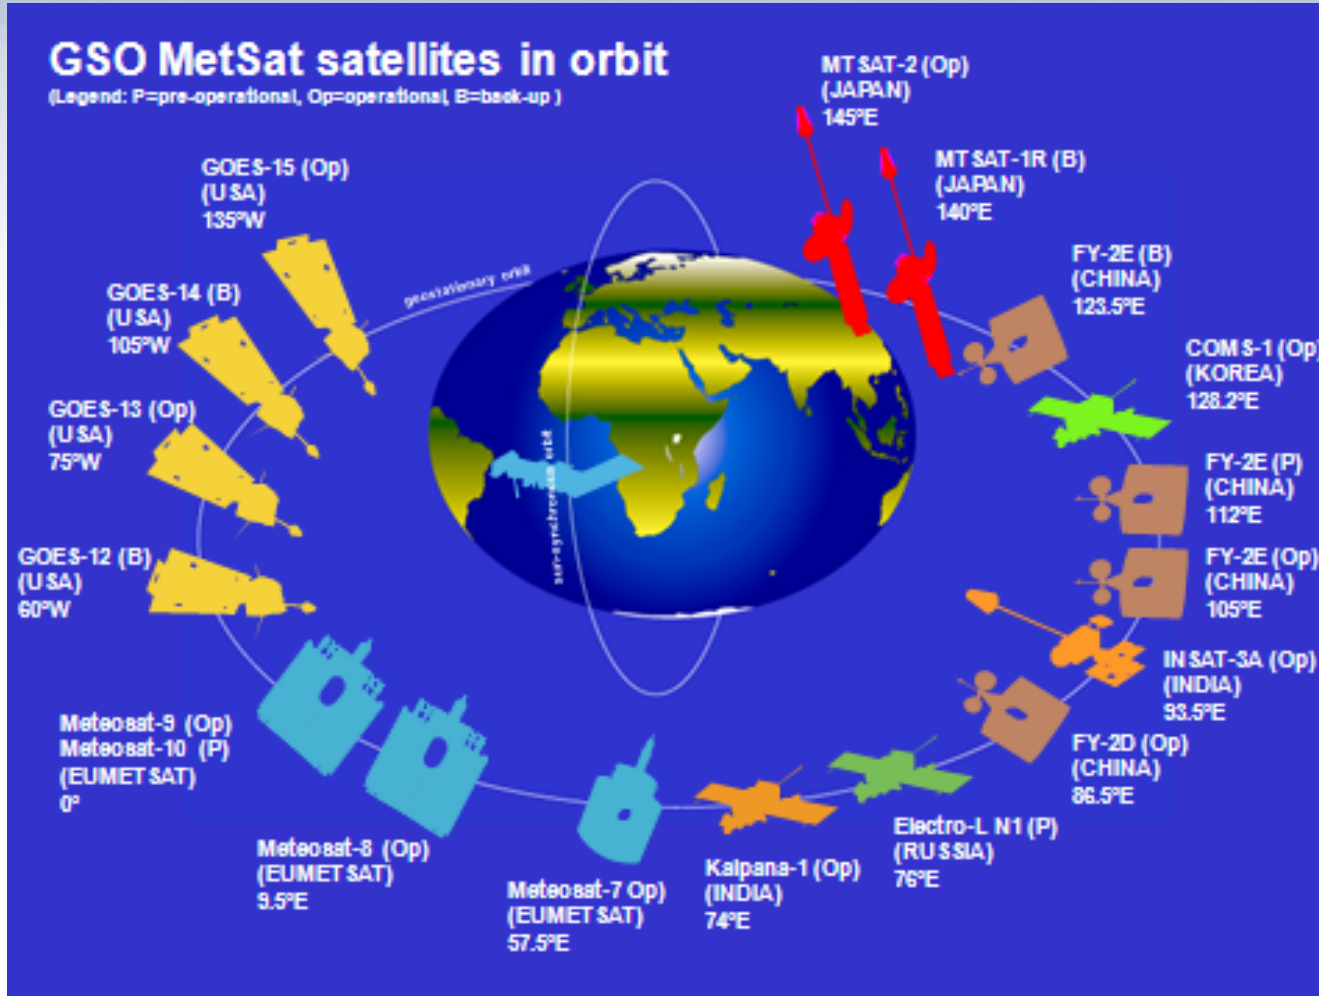 GSO MetSat satellites in orbit
(Legend: P=pre-operational, Op=operational, B=back-up )
MTSAT-2 (Op)
(JAPAN)
145°E
MTSAT-1R (B)
(JAPAN)
140°E
GOES-15 (Op)
(USA)
135°W
FY-2E (B)
(CHINA)
123.5°E
GOES-14 (B)
(USA)
105°W
geostationary orbit
COMS-1 (Op)
(KOREA)
128.2°E
GOES-13 (Op)
(USA)
75°W
sun-synchronous orbit
FY-2E (P)
(CHINA)
112°E
GOES-12 (B)
(USA)
60°W
FY-2E (Op)
(CHINA)
105°E
INSAT-3A (Op)
(INDIA)
93.5°E
Meteosat-9 (Op)
Meteosat-10 (P)
(EUMETSAT)
0°
FY-2D (Op)
(CHINA)
86.5°E
Electro-L N1 (P)
(RUSSIA)
76°E
Meteosat-8 (Op)
(EUMETSAT)
9.5°E
Kalpana-1 (Op)
(INDIA)
74°E
Meteosat-7 Op)
(EUMETSAT)
57.5°E